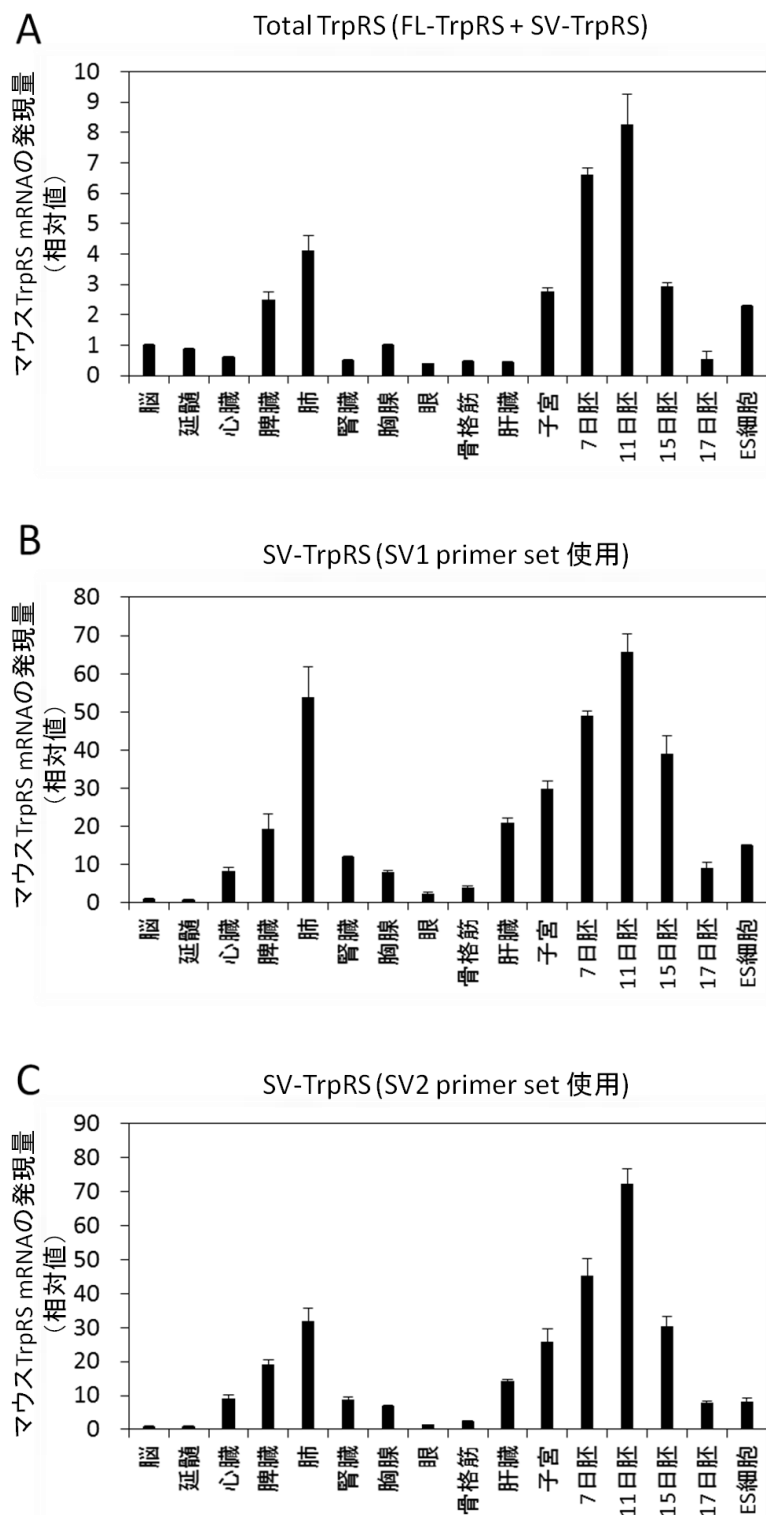 A
Total TrpRS (FL-TrpRS + SV-TrpRS)
マウスTrpRS mRNAの発現量
（相対値）
10
9
8
7
6
5
4
3
2
1
0
脳
延髄
心臓
脾臓
肺
腎臓
胸腺
眼
骨格筋
肝臓
子宮
7日胚
11日胚
15日胚
17日胚
ES細胞
B
SV-TrpRS (SV1 primer set 使用)
マウスTrpRS mRNAの発現量
（相対値）
80
70
60
50
40
30
20
10
0
脳
延髄
心臓
脾臓
肺
腎臓
胸腺
眼
骨格筋
肝臓
子宮
7日胚
11日胚
15日胚
17日胚
ES細胞
C
SV-TrpRS (SV2 primer set 使用)
マウスTrpRS mRNAの発現量
（相対値）
90
80
70
60
50
40
30
20
10
0
脳
延髄
心臓
脾臓
肺
腎臓
胸腺
眼
骨格筋
肝臓
子宮
7日胚
11日胚
15日胚
17日胚
ES細胞